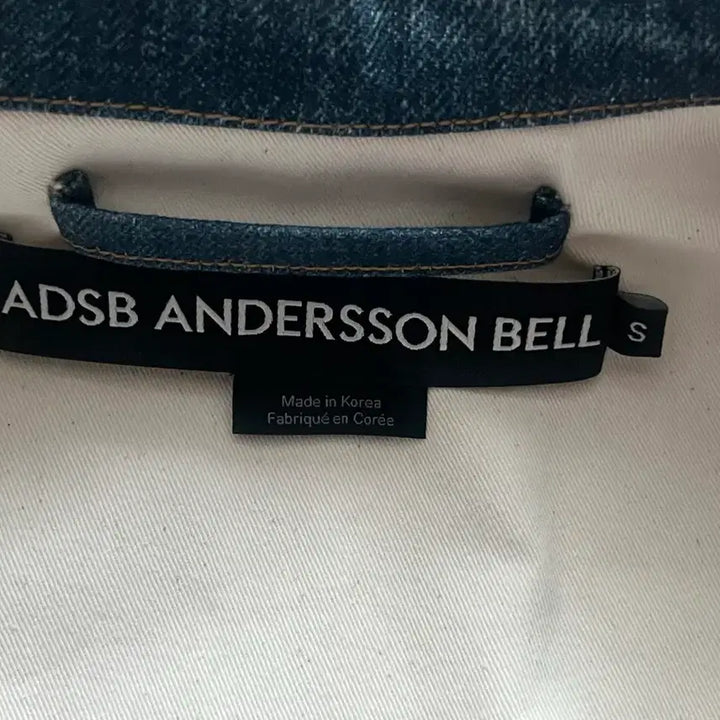 ADSB ANDERSSON BELL
S
Made in Korea
Fabriqué en Corée